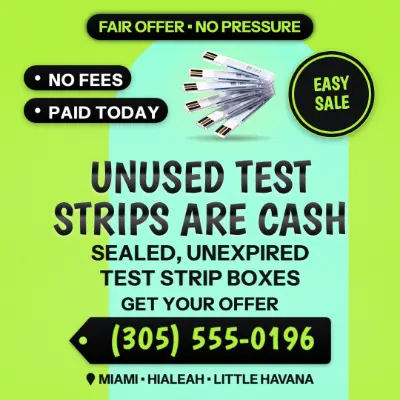 FAIR OFFER • NO PRESSURE
• NO FEES
• PAID TODAY
EASY
SALE
UNUSED TEST
STRIPS ARE CASH
SEALED, UNEXPIRED
TEST STRIP BOXES
GET YOUR OFFER
(305) 555-0196
MIAMI • HIALEAH • LITTLE HAVANA